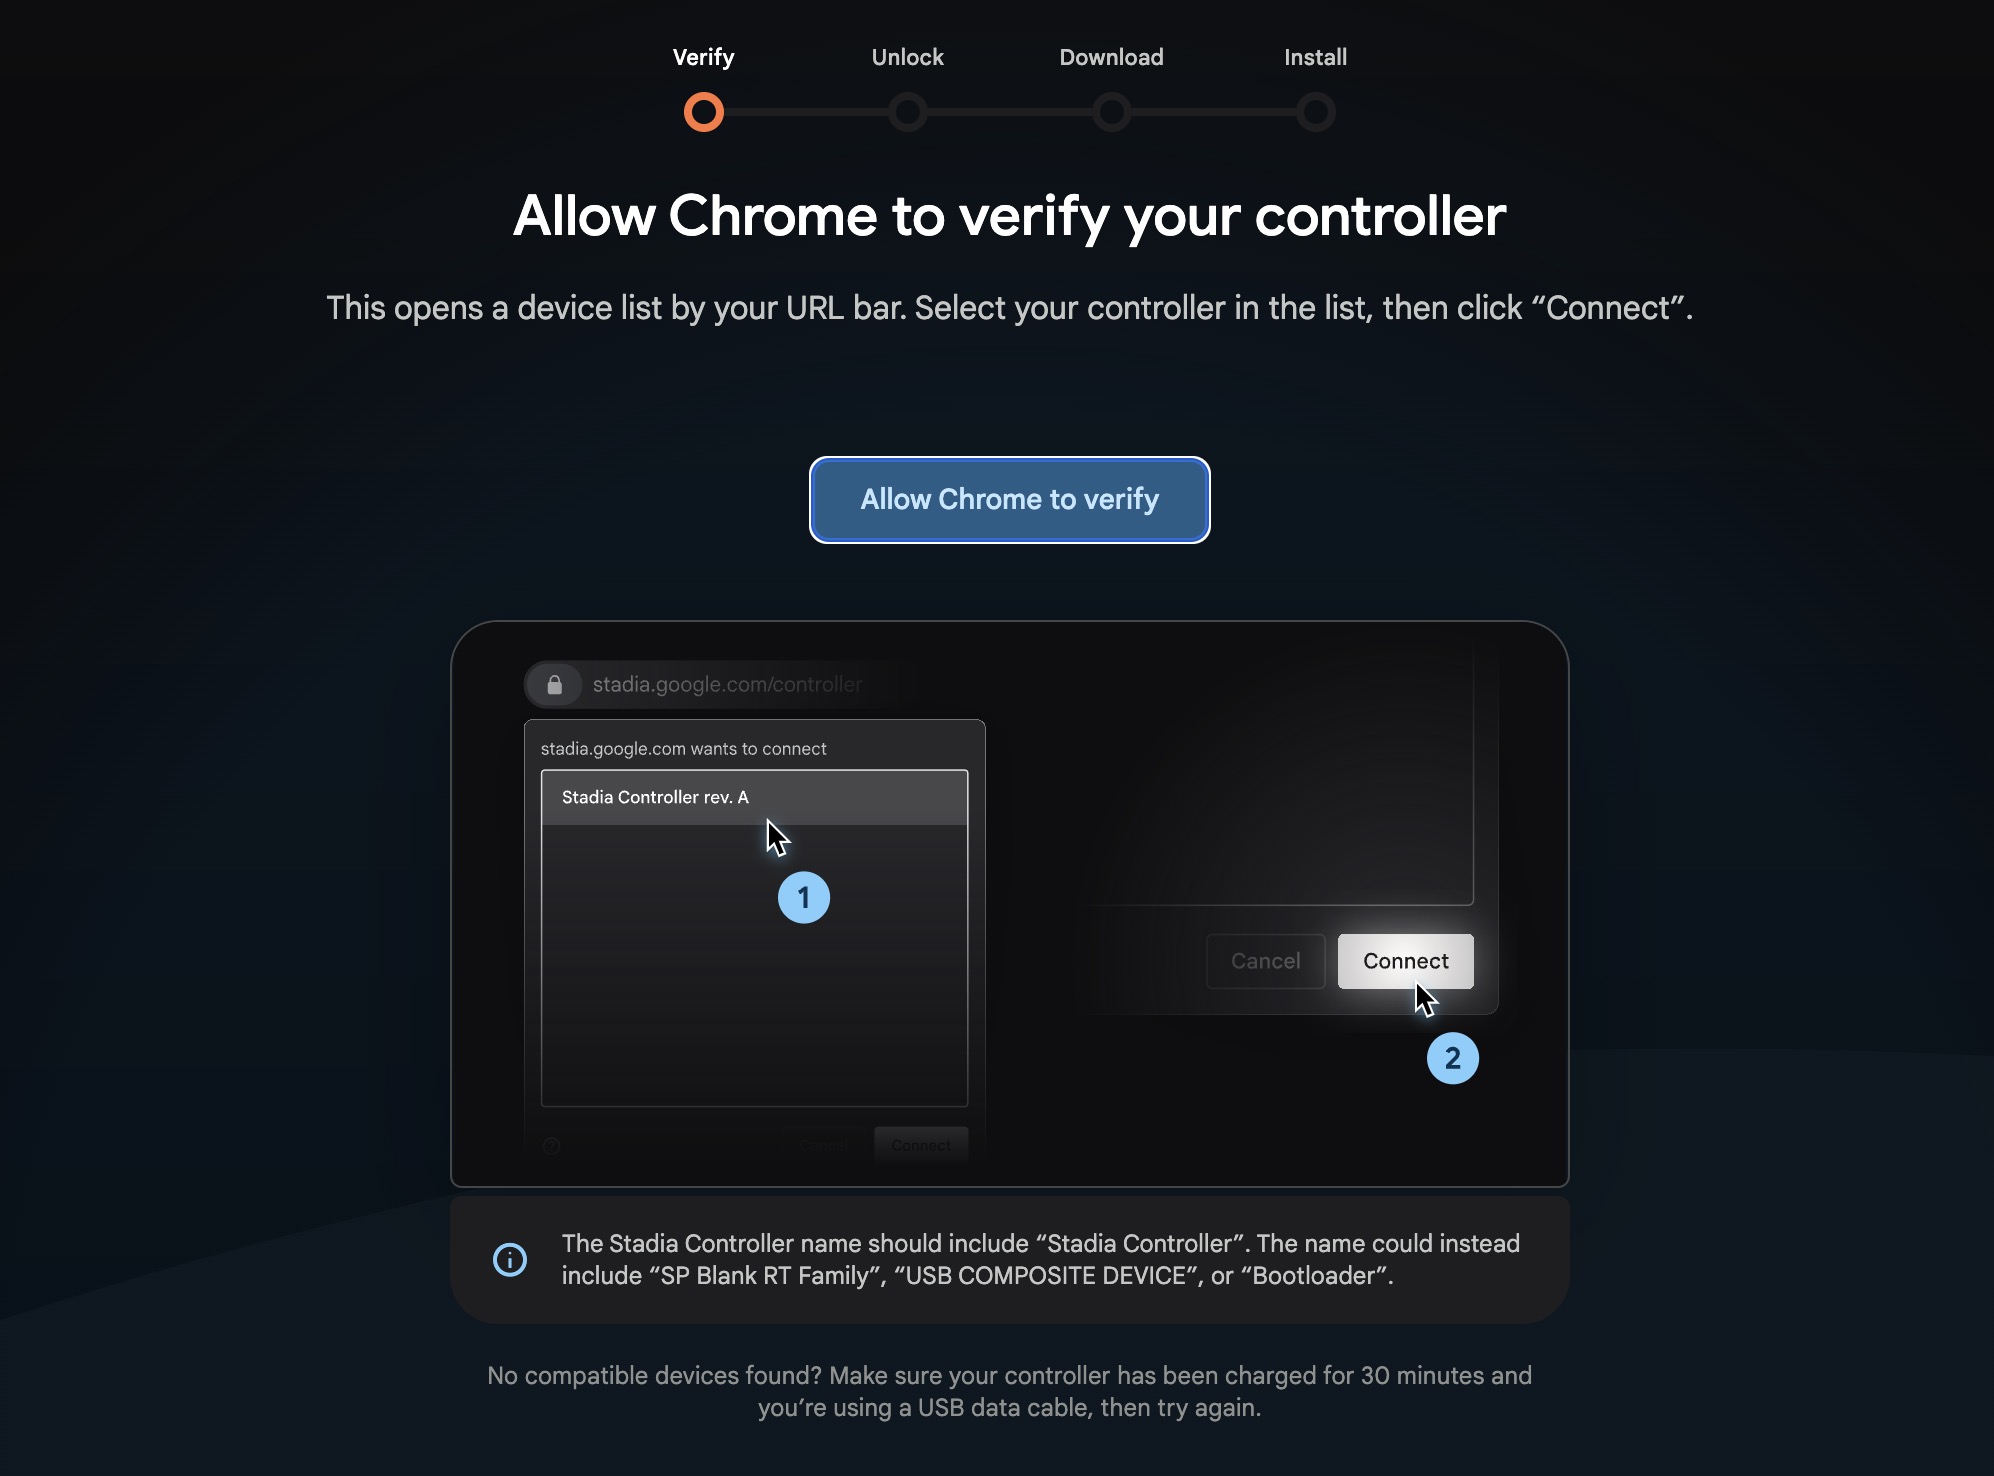 Verify
Unlock
Download
Install
Allow Chrome to verify your controller
This opens a device list by your URL bar. Select your controller in the list, then click “Connect”.
Allow Chrome to verify
stadia.google.com/controller
stadia.google.com wants to connect
Stadia Controller rev. A
1
Cancel
Connect
2
Cancel
Connect
The Stadia Controller name should include “Stadia Controller”. The name could instead
include “SP Blank RT Family”, “USB COMPOSITE DEVICE”, or “Bootloader”.
No compatible devices found? Make sure your controller has been charged for 30 minutes and
you’re using a USB data cable, then try again.